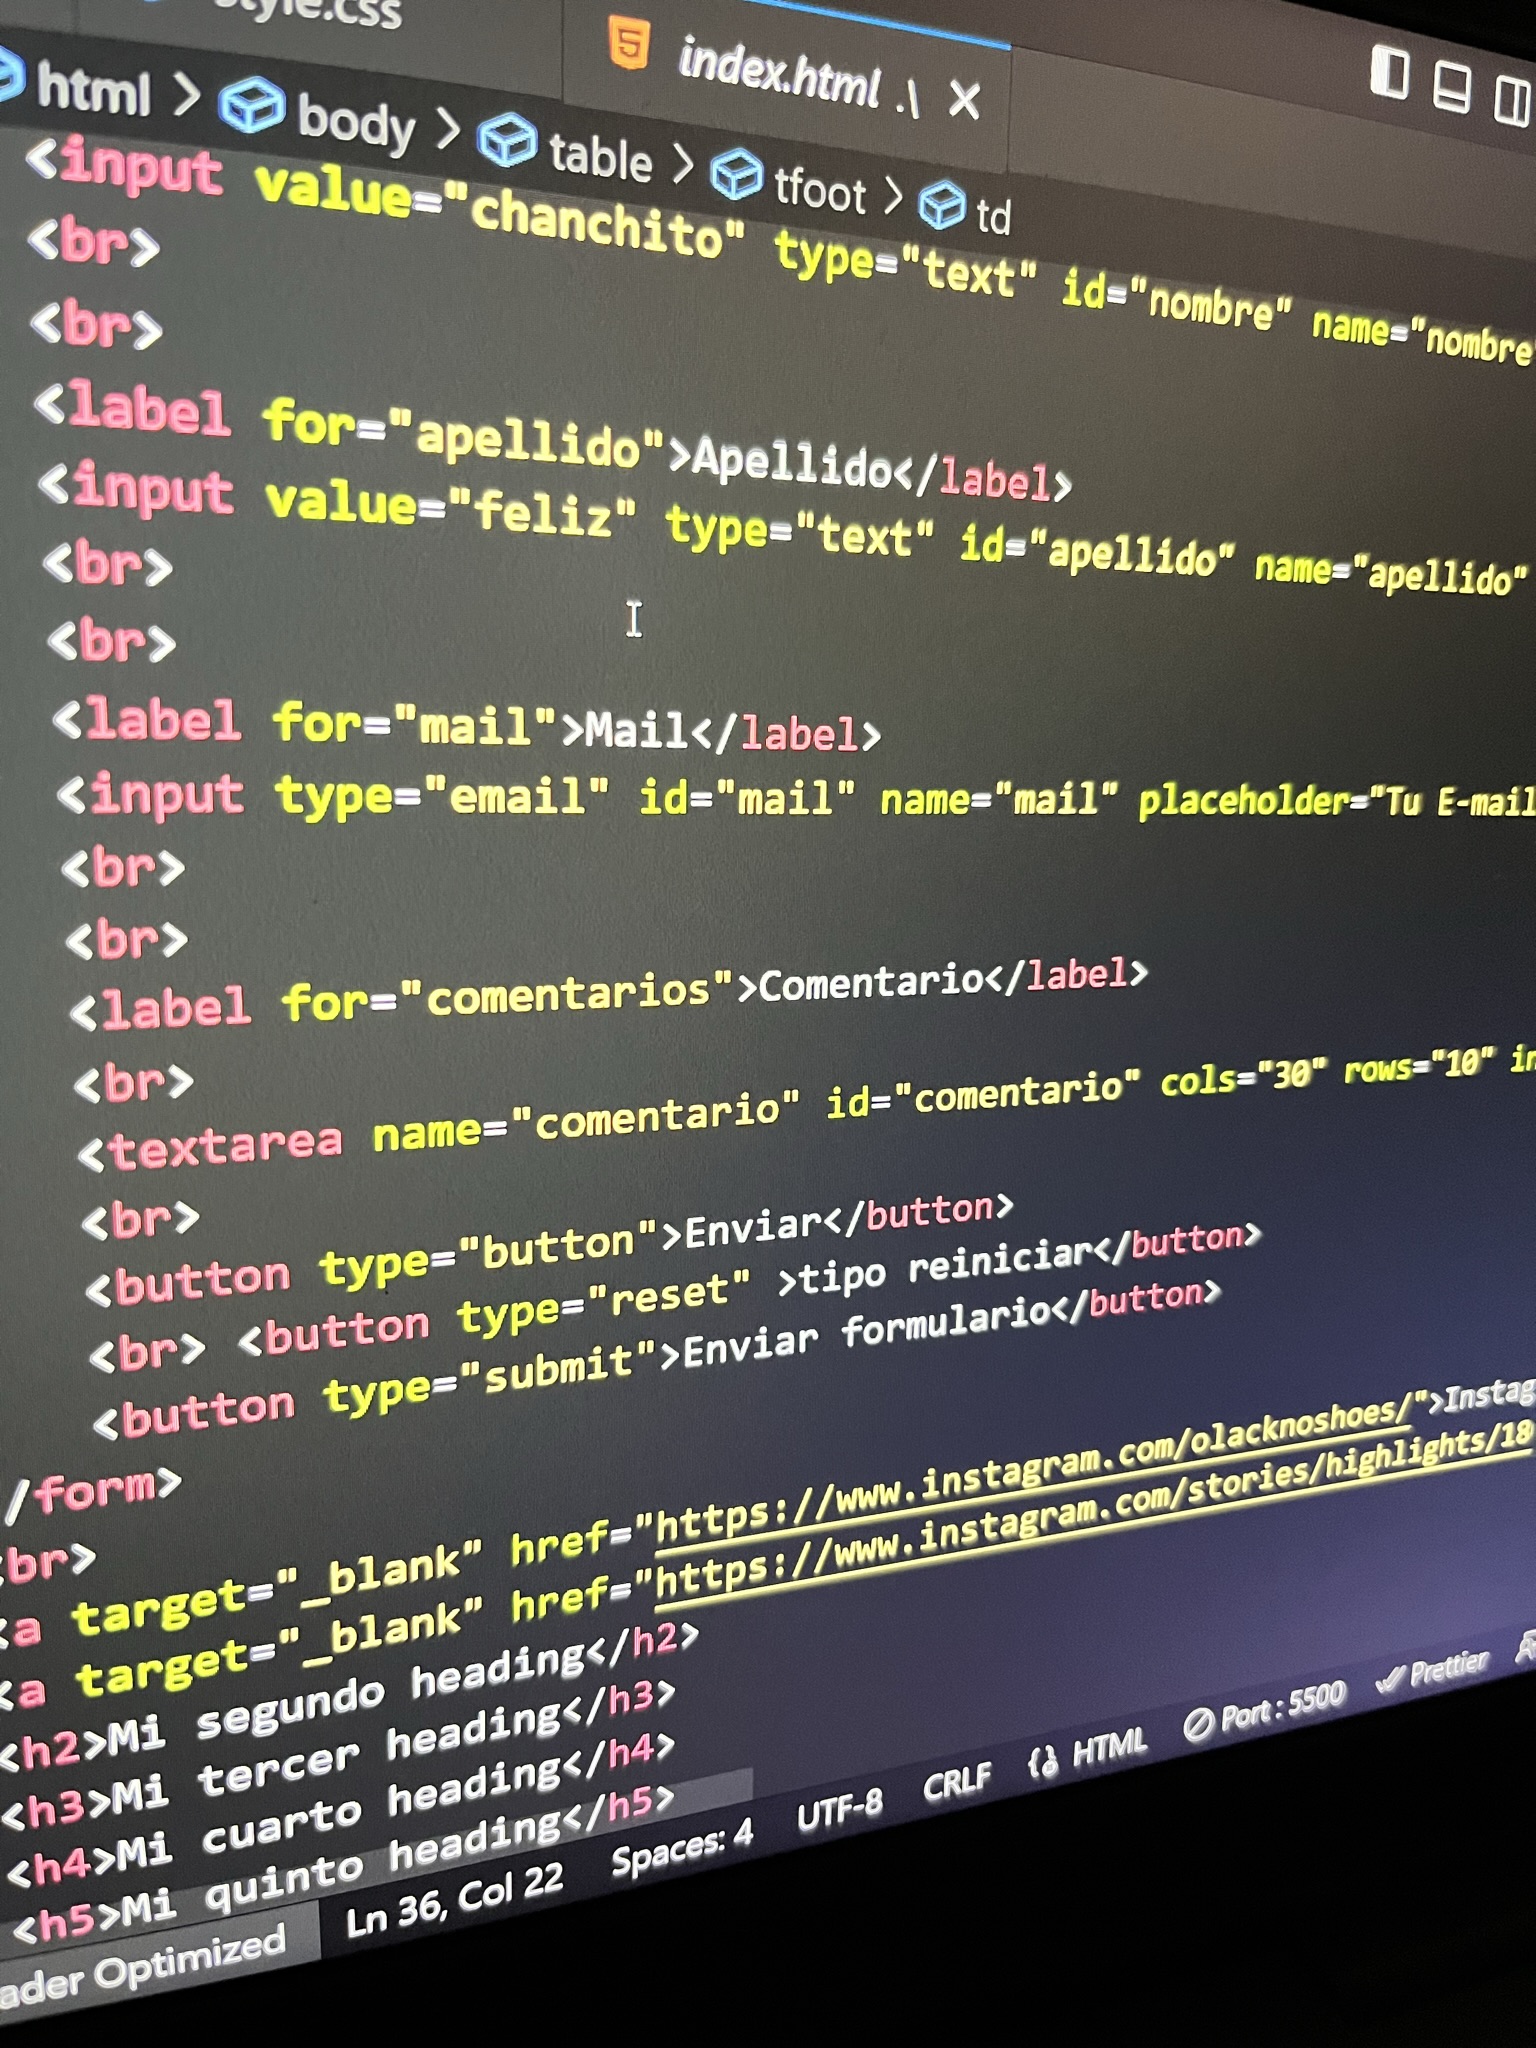 style.css
index.html .\
html > body > table > tfoot > td
<input value="chanchito" type="text" id="nombre" name="nombre
<br>
<br>
<label for="apellido">Apellido</label>
<input value="feliz" type="text" id="apellido" name="apellido"
<br>
<br>
<label for="mail">Mail</label>
<input type="email" id="mail" name="mail" placeholder="Tu E-mail
<br>
<br>
<label for="comentarios">Comentario</label>
<br>
<textarea name="comentario" id="comentario" cols="30" rows="10"
<br>
<button type="button">Enviar</button>
<br> <button type="reset" >tipo reiniciar</button>
<button type="submit">Enviar formulario</button>
/form>
br>
<a target="_blank" href="https://www.instagram.com/olacknoshoes/">Instag
<a target="_blank" href="https://www.instagram.com/stories/highlights/18
<h2>Mi segundo heading</h2>
<h3>Mi tercer heading</h3>
<h4>Mi cuarto heading</h4>
<h5>Mi quinto heading</h5>
ader Optimized Ln 36, Col 22 Spaces: 4 UTF-8 CRLF {} HTML Port : 5500 Prettier